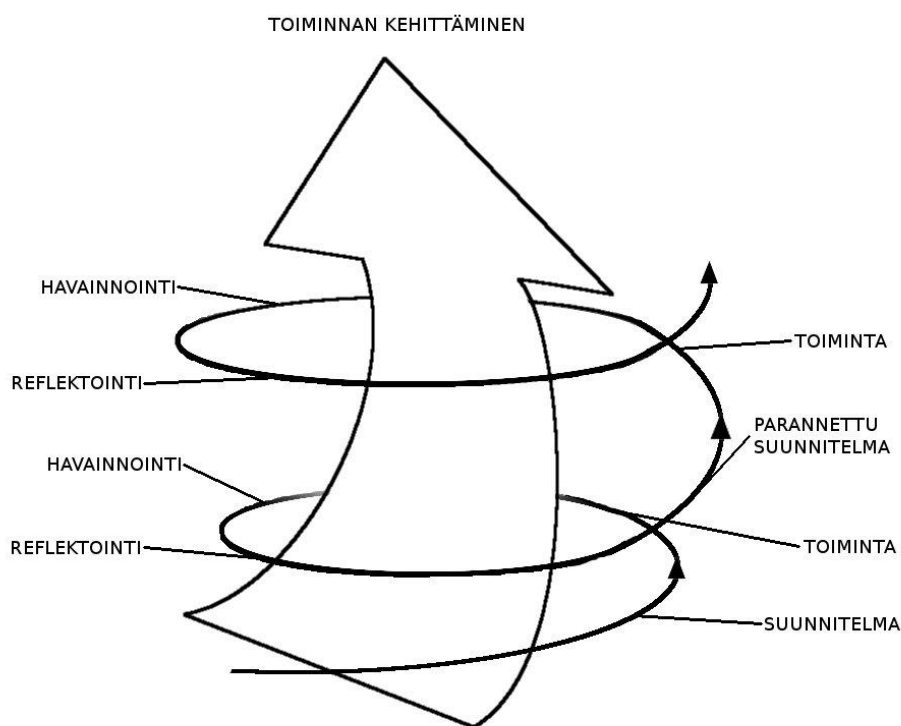 TOIMINNAN KEHITTÄMINEN
HAVAINNOINTI
TOIMINTA
REFLEKTOINTI
PARANNETTU
SUUNNITELMA
HAVAINNOINTI
REFLEKTOINTI
TOIMINTA
SUUNNITELMA